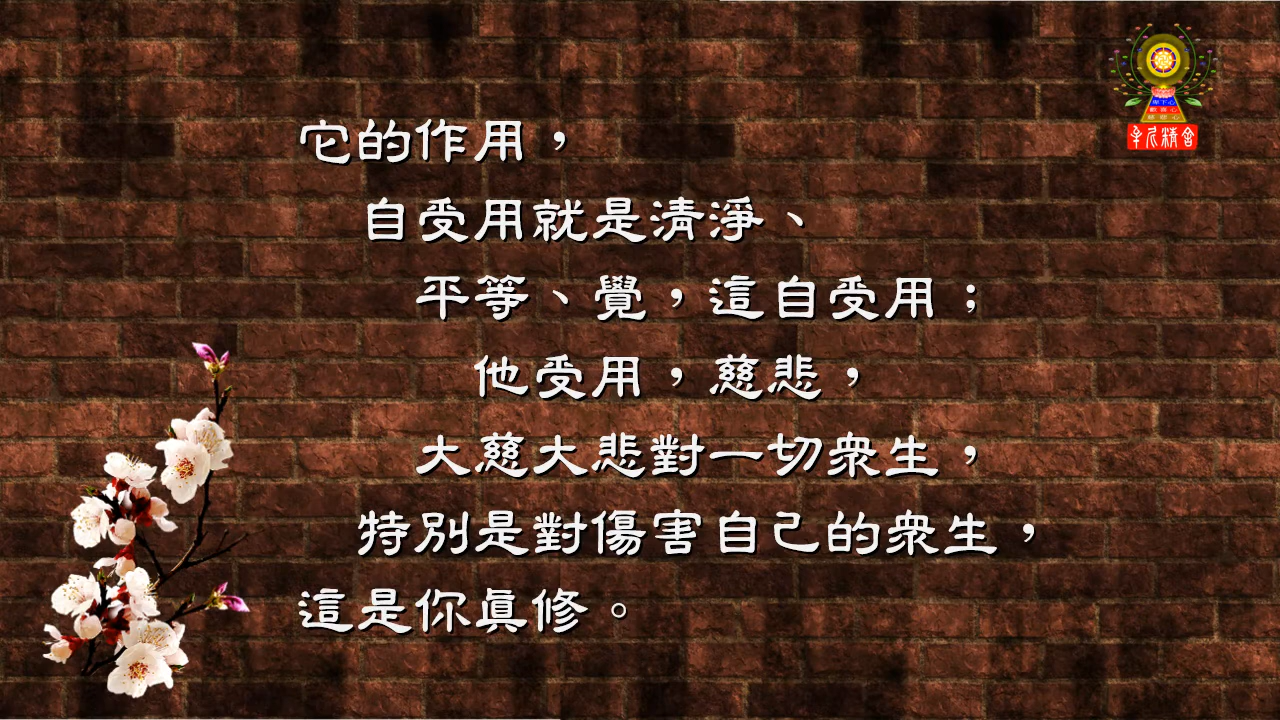 它的作用，
自受用就是清淨、
平等、覺，這自受用；
他受用，慈悲，
大慈大悲對一切眾生，
特別是對傷害自己的眾生，
這是你真修。